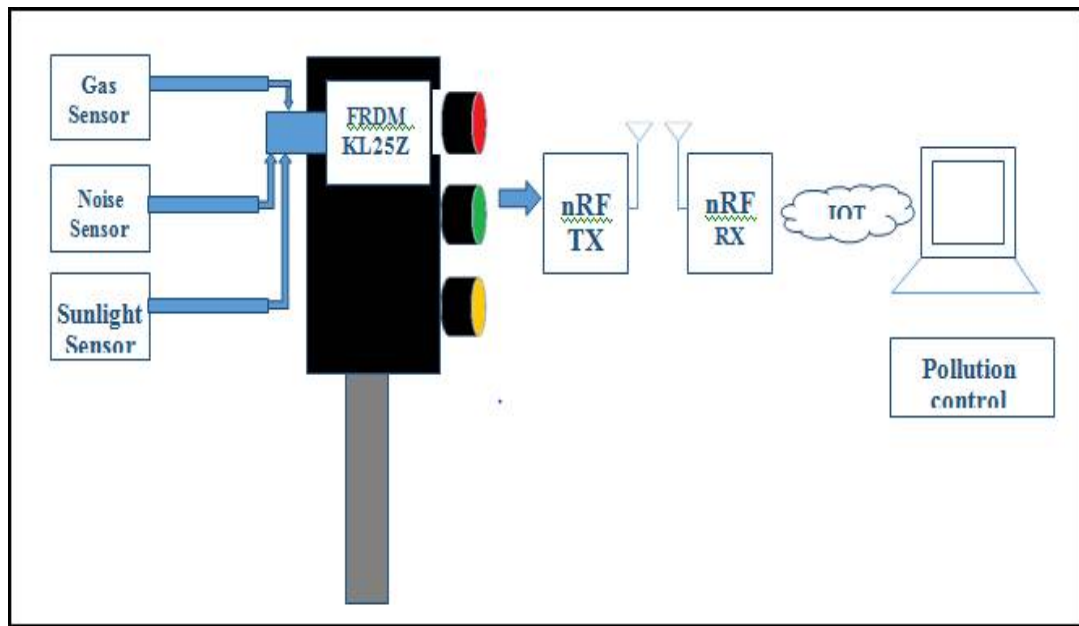 Gas
Sensor
Noise
Sensor
Sunlight
Sensor
FRDM
KL25Z
nRF
TX
nRF
RX
IOT
Pollution
control